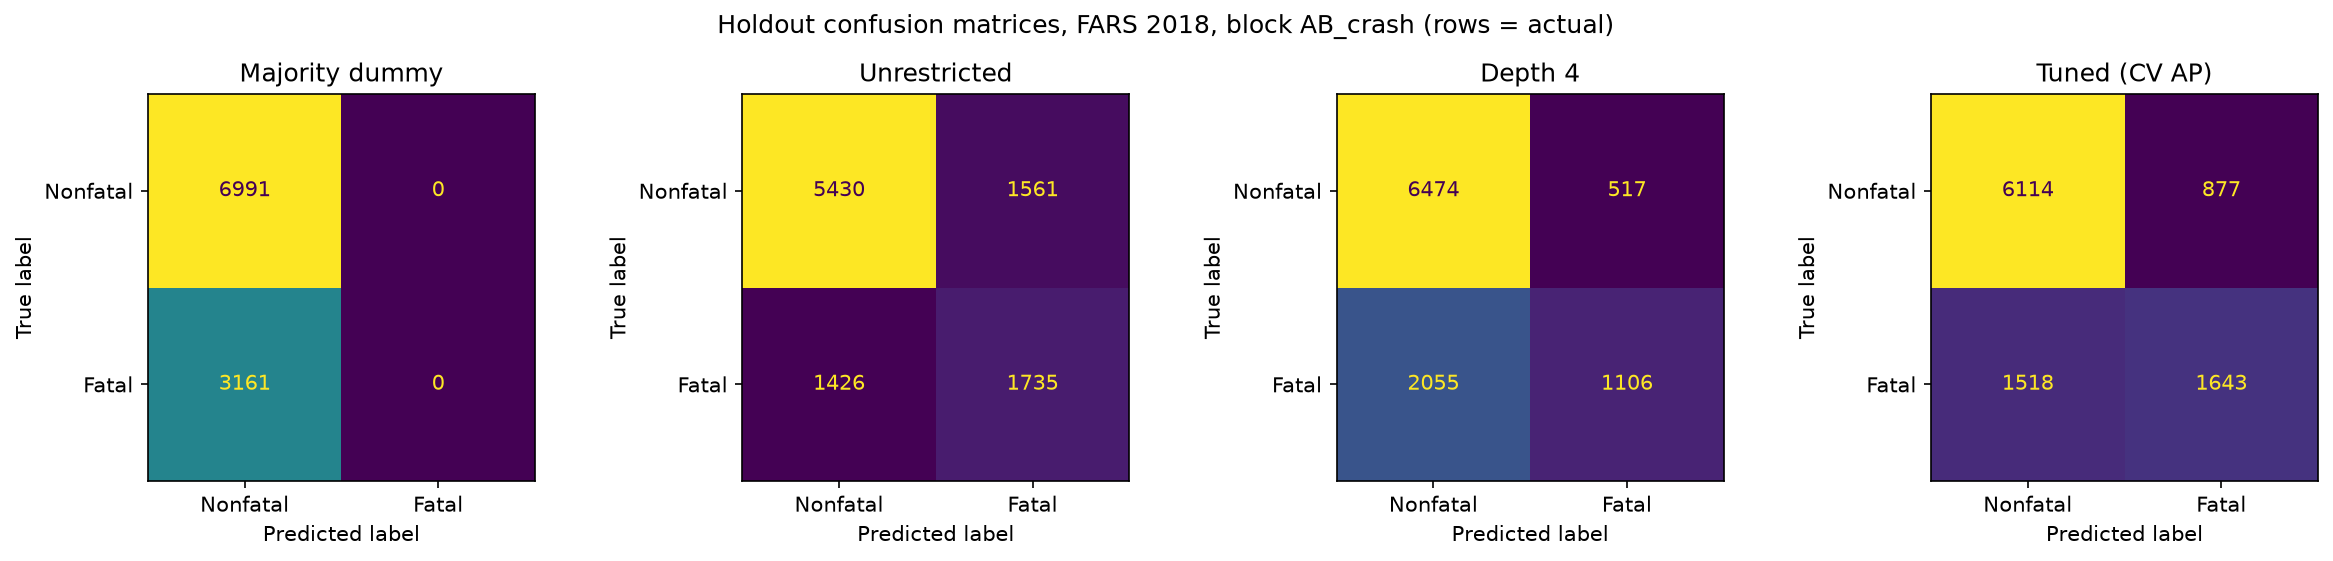 Holdout confusion matrices, FARS 2018, block AB_crash (rows = actual)
Majority dummy
True label
Nonfatal
6991
0
Fatal
3161
0
Nonfatal
Fatal
Predicted label
Unrestricted
True label
Nonfatal
5430
1561
Fatal
1426
1735
Nonfatal
Fatal
Predicted label
Depth 4
True label
Nonfatal
6474
517
Fatal
2055
1106
Nonfatal
Fatal
Predicted label
Tuned (CV AP)
True label
Nonfatal
6114
877
Fatal
1518
1643
Nonfatal
Fatal
Predicted label